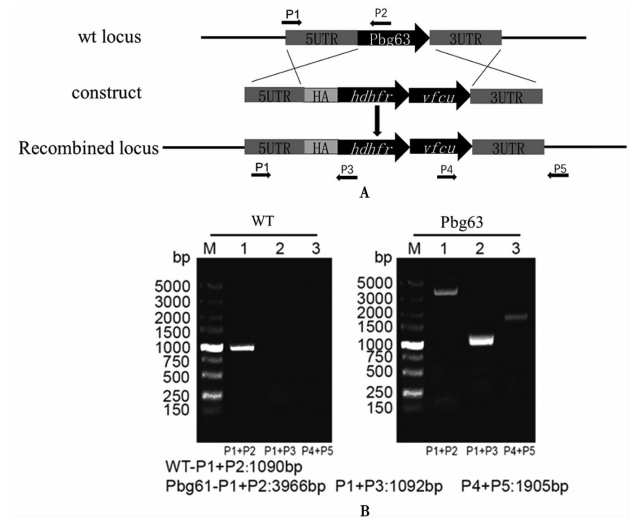 P1 P2
wt locus 5UTR Pbg63 3UTR
construct 5UTR HA hdhfr yfcu 3UTR
Recombined locus 5UTR HA hdhfr yfcu 3UTR
P1 P3 P4 P5
A
WT Pbg63
bp M 1 2 3 bp M 1 2 3
5000 5000
3000 3000
2000 2000
1500 1500
1000 1000
750 750
500 500
250 250
150 150
P1+P2 P1+P3 P4+P5 P1+P2 P1+P3 P4+P5
WT-P1+P2:1090bp
Pbg61-P1+P2:3966bp P1+P3:1092bp P4+P5:1905bp
B